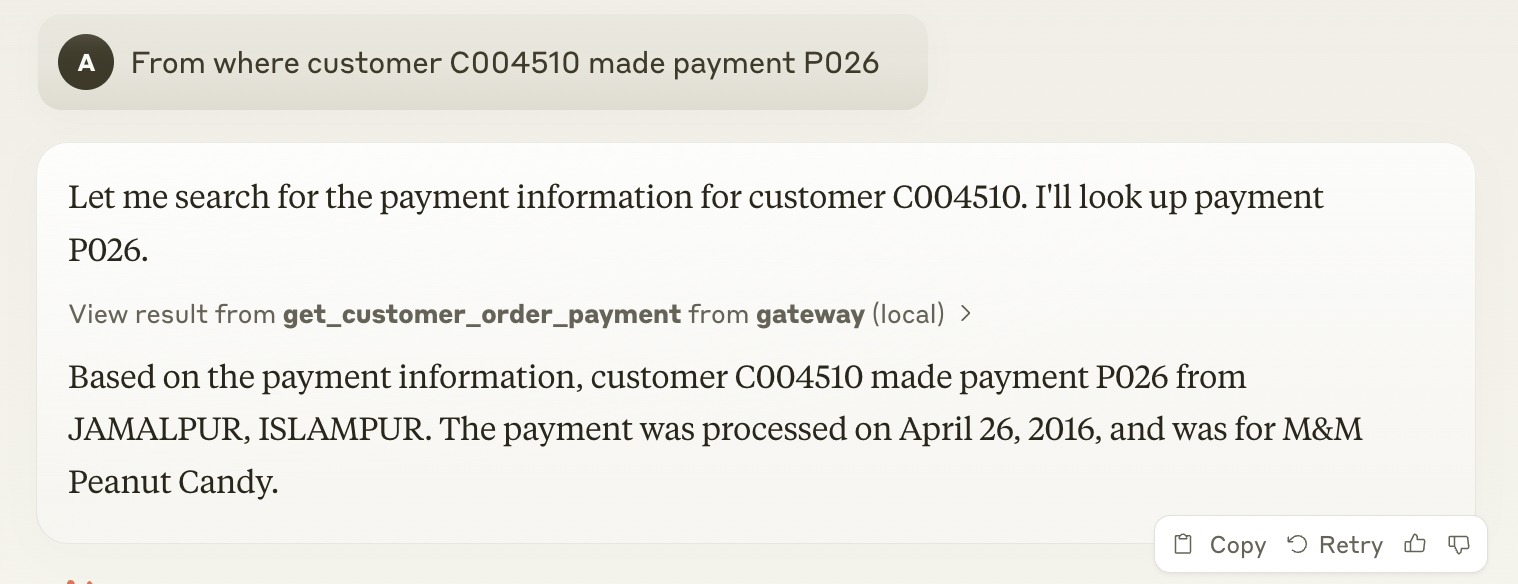 A From where customer C004510 made payment P026
Let me search for the payment information for customer C004510. I'll look up payment
P026.
View result from get_customer_order_payment from gateway (local)
Based on the payment information, customer C004510 made payment P026 from
JAMALPUR, ISLAMPUR. The payment was processed on April 26, 2016, and was for M&M
Peanut Candy.
Copy Retry